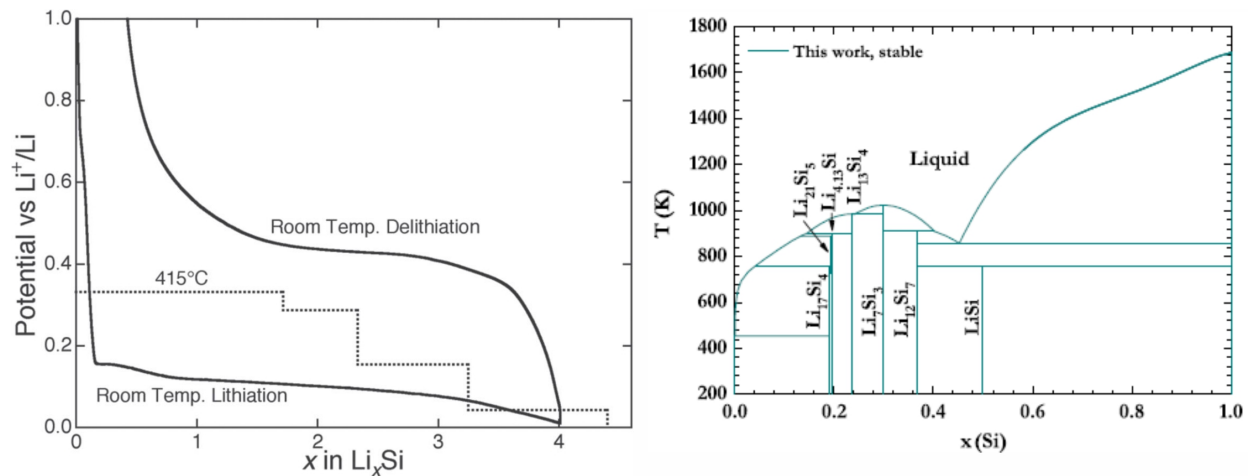 1.0
0.8
0.6
0.4
0.2
0.0
Potential vs Li⁺/Li
Room Temp. Delithiation
415°C
Room Temp. Lithiation
0 1 2 3 4
x in LiₓSi
1800
1600
1400
1200
1000
800
600
400
200
T (K)
This work, stable
Liquid
Li₂₁Si₅
Li₄.₁₃Si
Li₁₃Si₄
Li₁₇Si₄
Li₇Si₃
Li₁₂Si₇
LiSi
0.0 0.2 0.4 0.6 0.8 1.0
x (Si)